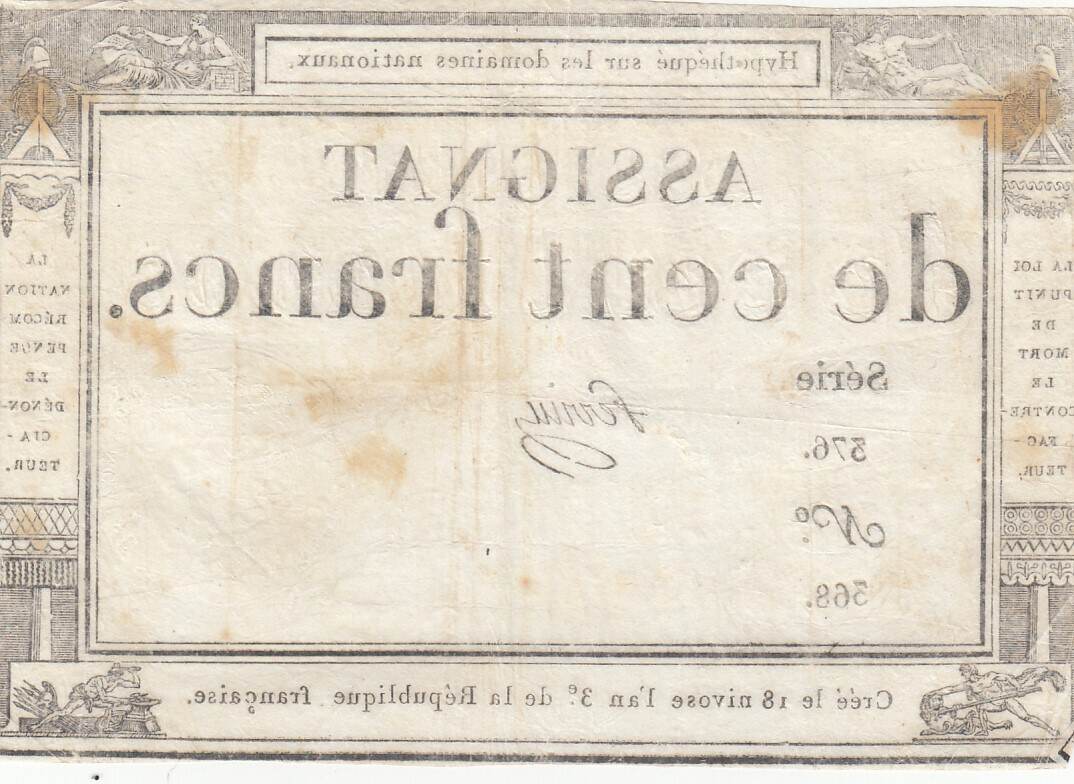 Hypothéqué sur les domaines nationaux.
ASSIGNAT
de cent francs.
Série
376.
Nº.
368.
LA LOI
PUNIT
DE
MORT
LE
CONTRE-
FAC-
TEUR.
LA
NATION
RÉCOM
PENSE
LE
DÉNON-
CIA-
TEUR.
Créé le 18 nivose l'an 3.ᵉ de la République française.